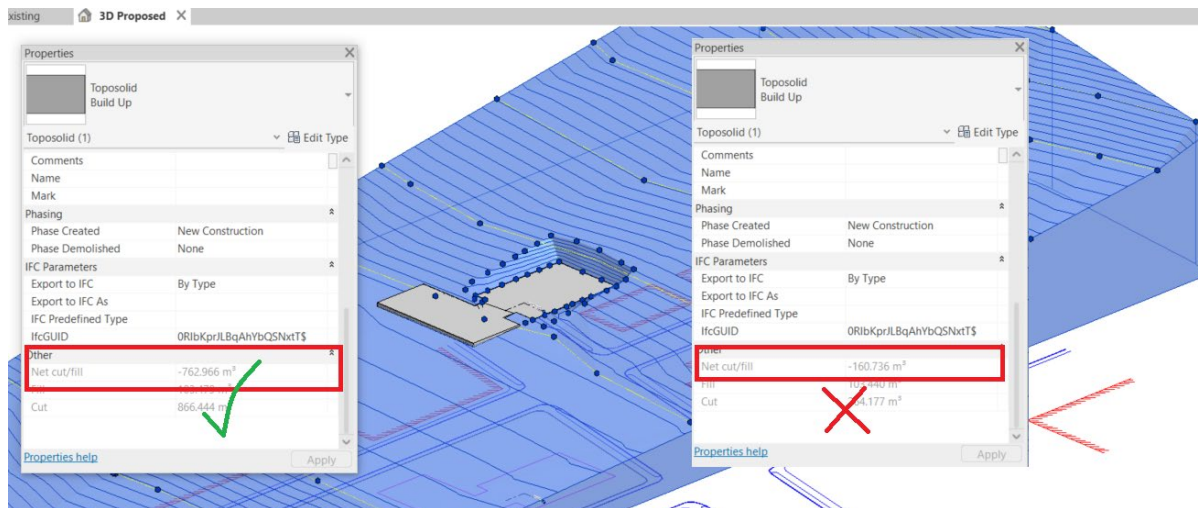 xisting
3D Proposed
Properties
Toposolid
Build Up
Toposolid (1)
Edit Type
Comments
Name
Mark
Phasing
Phase Created New Construction
Phase Demolished None
IFC Parameters
Export to IFC By Type
Export to IFC As
IFC Predefined Type
IfcGUID 0RIbKprJLBqAhYbQSNxtT$
Other
Net cut/fill -762.966 m³
Cut 866.444 m
Properties help
Apply
Properties
Toposolid
Build Up
Toposolid (1)
Edit Type
Comments
Name
Mark
Phasing
Phase Created New Construction
Phase Demolished None
IFC Parameters
Export to IFC By Type
Export to IFC As
IFC Predefined Type
IfcGUID 0RIbKprJLBqAhYbQSNxtT$
Other
Net cut/fill -160.736 m³
Fill 103.440 m³
Cut
Properties help
Apply